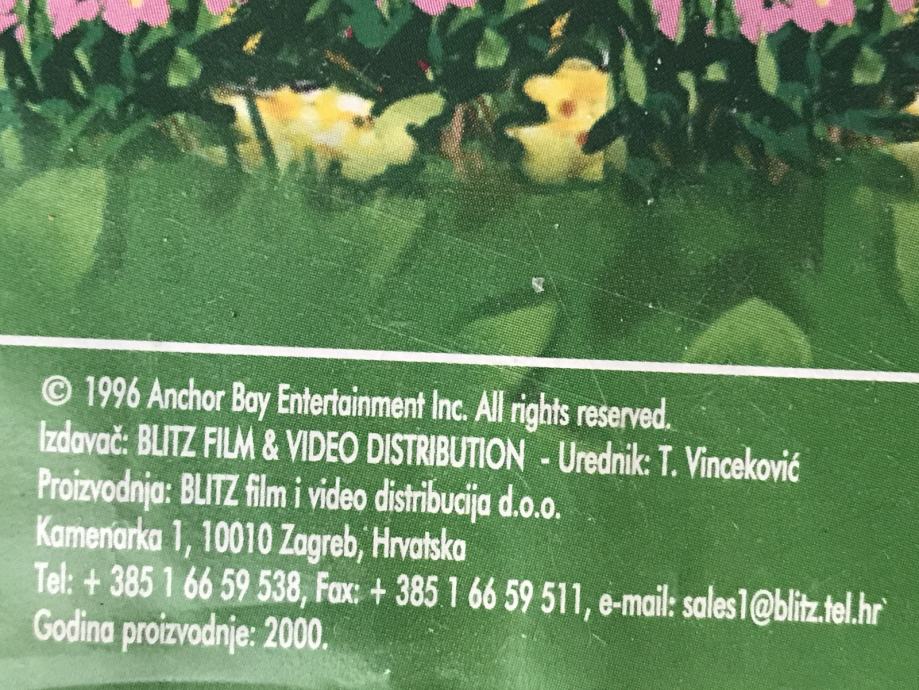 © 1996 Anchor Bay Entertainment Inc. All rights reserved.
Izdavač: BLITZ FILM & VIDEO DISTRIBUTION - Urednik: T. Vinceković
Proizvodnja: BLITZ film i video distribucija d.o.o.
Kamenarka 1, 10010 Zagreb, Hrvatska
Tel: + 385 1 66 59 538, Fax: + 385 1 66 59 511, e-mail: sales1@blitz.tel.hr
Godina proizvodnje: 2000.